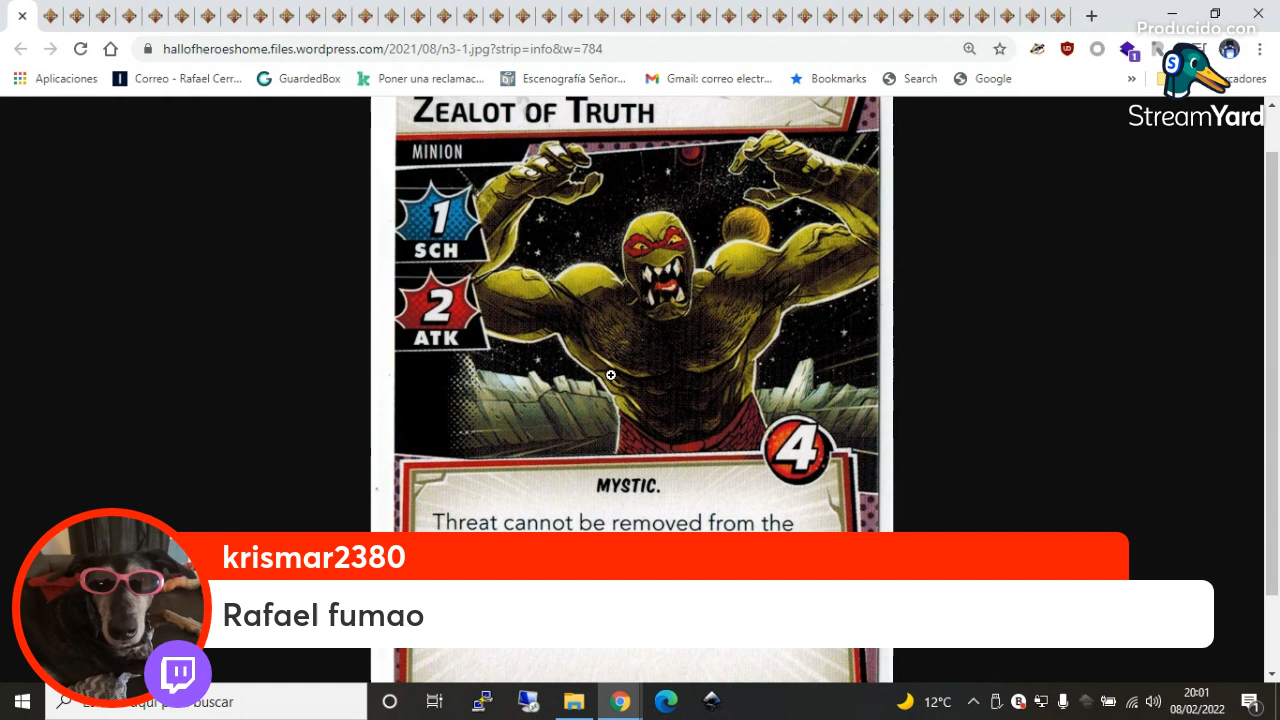 Producido con
hallofheroeshome.files.wordpress.com/2021/08/n3-1.jpg?strip=info&w=784
1
Aplicaciones
Correo - Rafael Cerr...
GuardedBox
Poner una reclamac...
Escenografía Señor...
Gmail: correo electr...
Bookmarks
Search
Google
»
StreamYard
ZEALOT OF TRUTH
MINION
1
SCH
2
ATK
4
MYSTIC.
Threat cannot be removed from the
krismar2380
Rafael fumao
buscar
12°C
20:01
08/02/2022
1